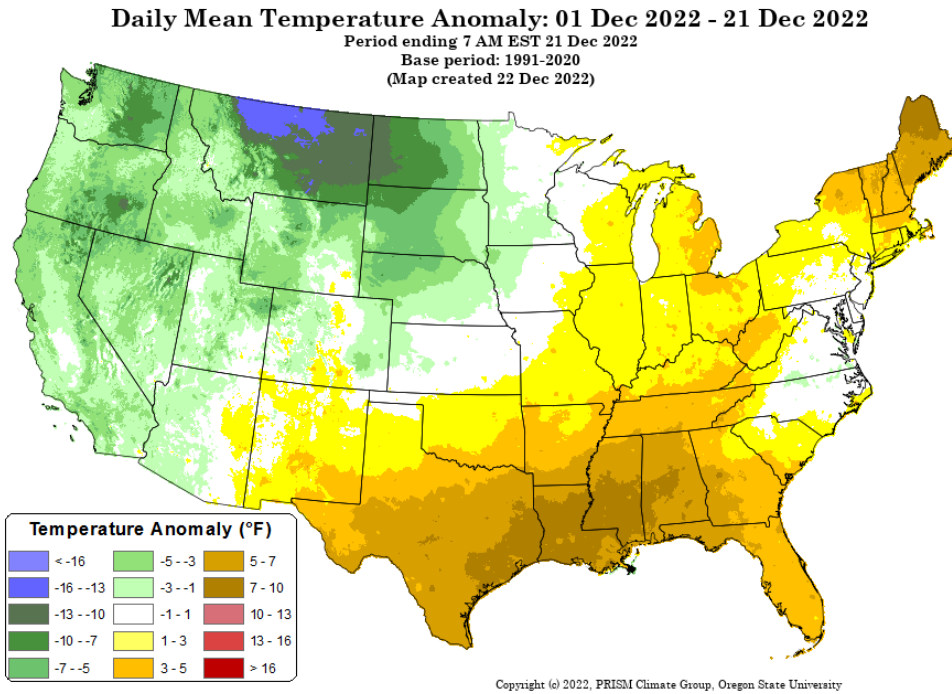 Daily Mean Temperature Anomaly: 01 Dec 2022 - 21 Dec 2022
Period ending 7 AM EST 21 Dec 2022
Base period: 1991-2020
(Map created 22 Dec 2022)
Temperature Anomaly (°F)
< -16
-16 - -13
-13 - -10
-10 - -7
-7 - -5
-5 - -3
-3 - -1
-1 - 1
1 - 3
3 - 5
5 - 7
7 - 10
10 - 13
13 - 16
> 16
Copyright (c) 2022, PRISM Climate Group, Oregon State University